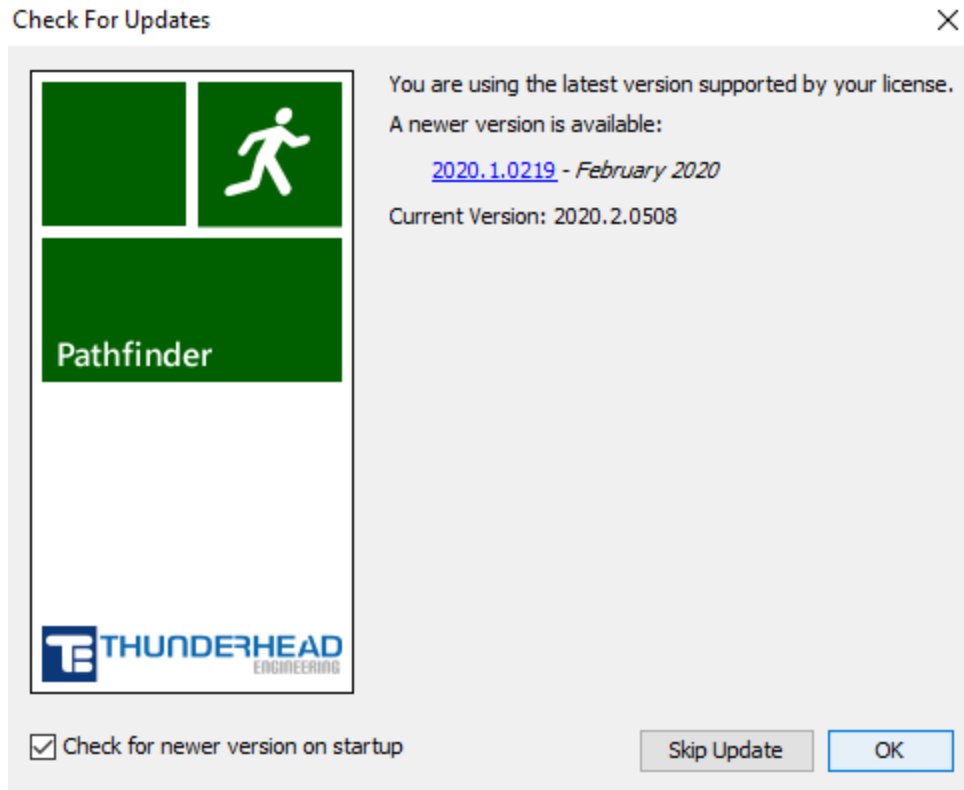 Check For Updates
You are using the latest version supported by your license.
A newer version is available:
2020.1.0219 - February 2020
Current Version: 2020.2.0508
Pathfinder
TE THUNDERHEAD
ENGINEERING
Check for newer version on startup
Skip Update
OK